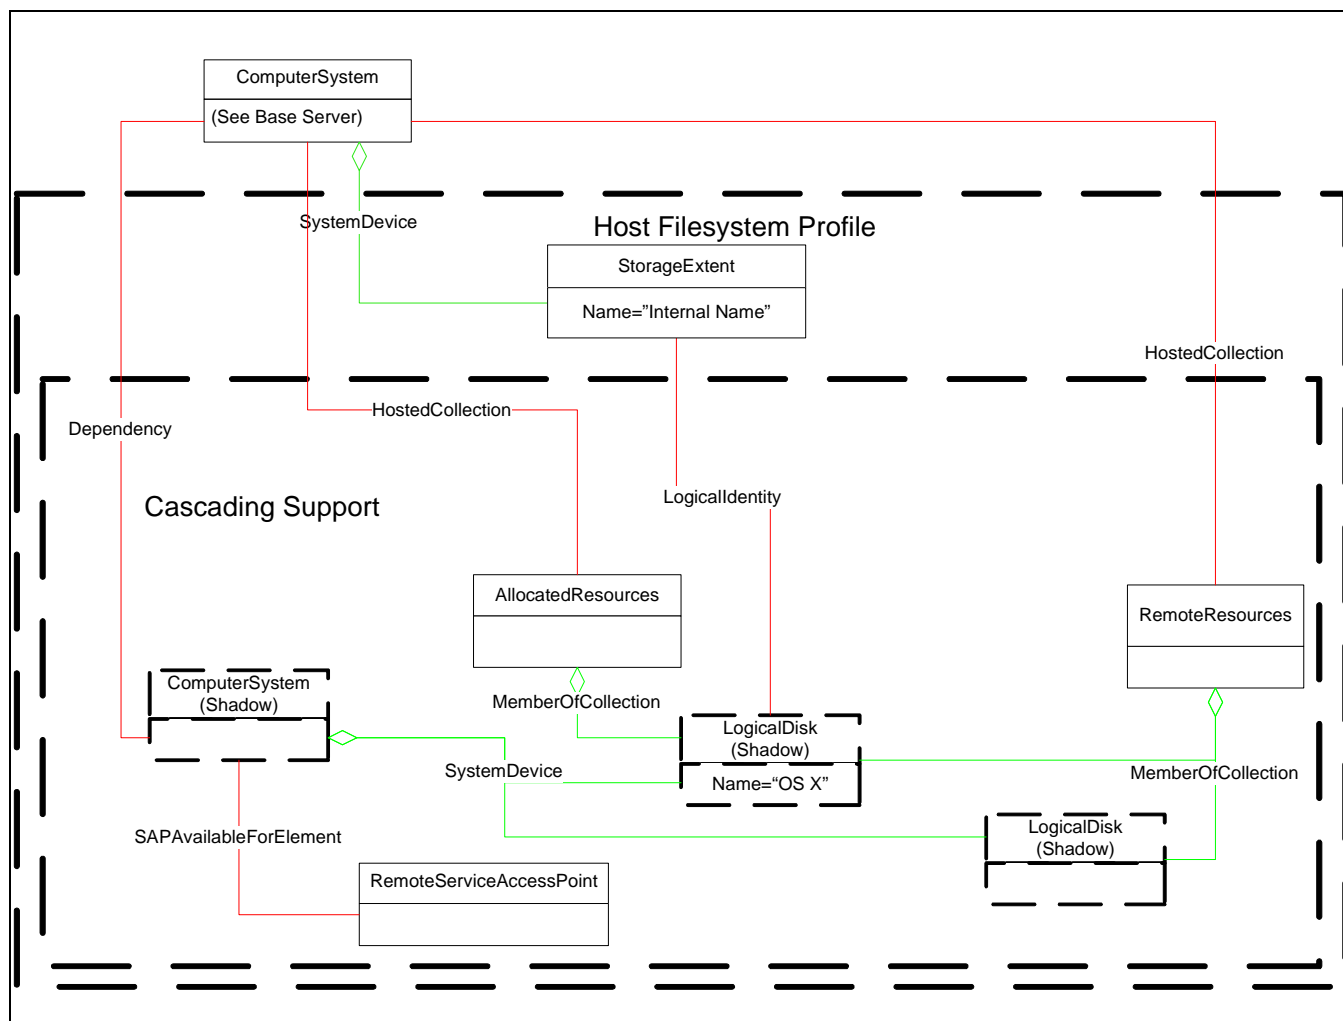 ComputerSystem
(See Base Server)
SystemDevice
Host Filesystem Profile
StorageExtent
Name=”Internal Name”
HostedCollection
HostedCollection
Dependency
LogicalIdentity
Cascading Support
AllocatedResources
RemoteResources
ComputerSystem
(Shadow)
MemberOfCollection
LogicalDisk
(Shadow)
SystemDevice
Name=“OS X”
MemberOfCollection
LogicalDisk
(Shadow)
SAPAvailableForElement
RemoteServiceAccessPoint